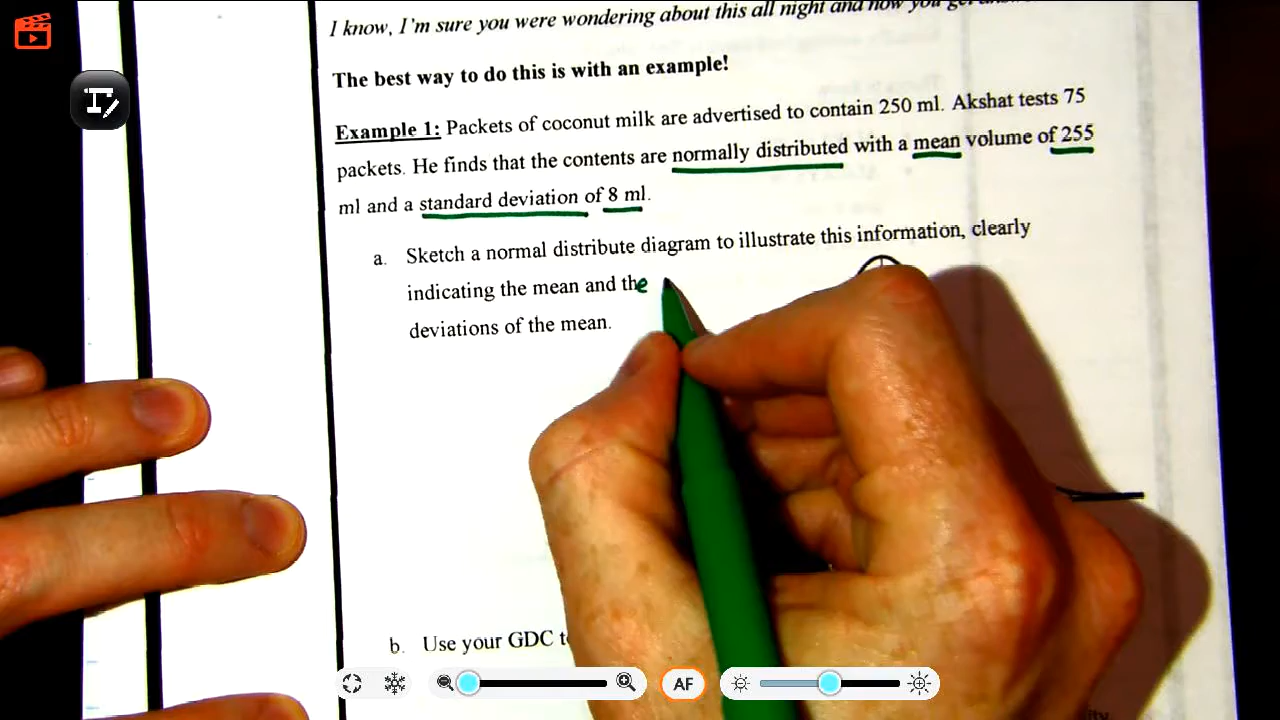 I know, I'm sure you were wondering about this all night and now you get
The best way to do this is with an example!
Example 1: Packets of coconut milk are advertised to contain 250 ml. Akshat tests 75
packets. He finds that the contents are normally distributed with a mean volume of 255
ml and a standard deviation of 8 ml.
a. Sketch a normal distribute diagram to illustrate this information, clearly
indicating the mean and the
deviations of the mean.
b. Use your GDC
AF